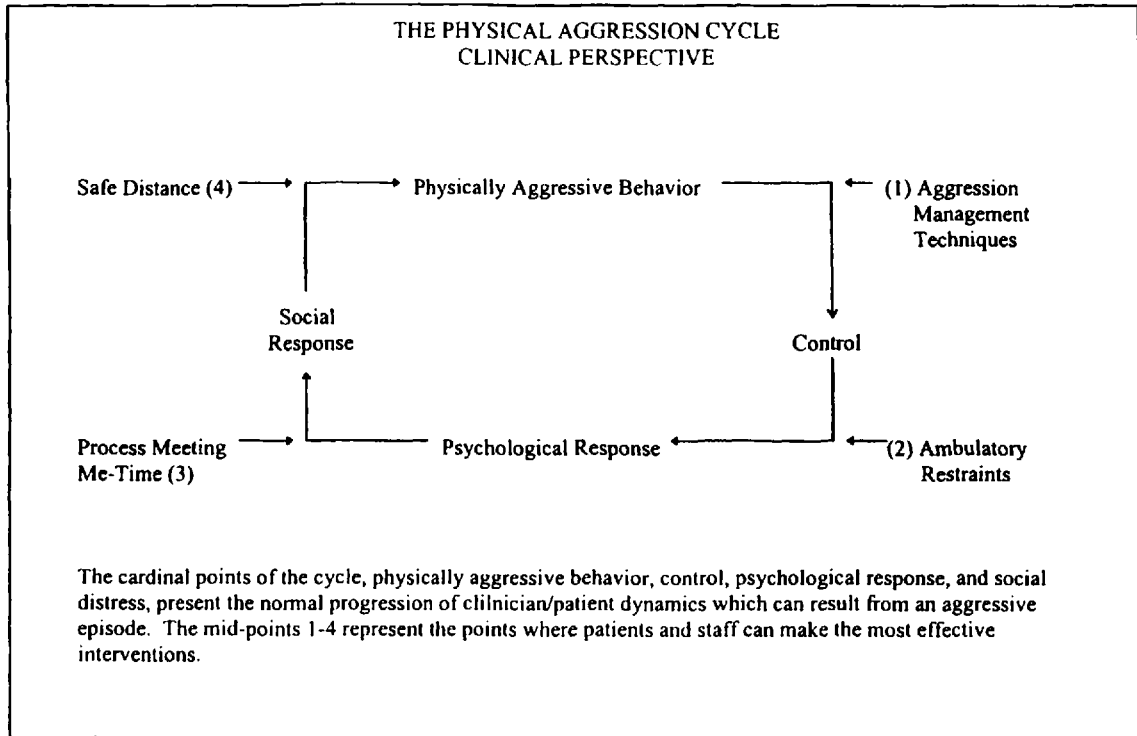 THE PHYSICAL AGGRESSION CYCLE
CLINICAL PERSPECTIVE
Safe Distance (4)
Physically Aggressive Behavior
(1) Aggression
Management
Techniques
Social
Response
Control
Process Meeting
Me-Time (3)
Psychological Response
(2) Ambulatory
Restraints
The cardinal points of the cycle, physically aggressive behavior, control, psychological response, and social
distress, present the normal progression of clilnician/patient dynamics which can result from an aggressive
episode. The mid-points 1-4 represent the points where patients and staff can make the most effective
interventions.